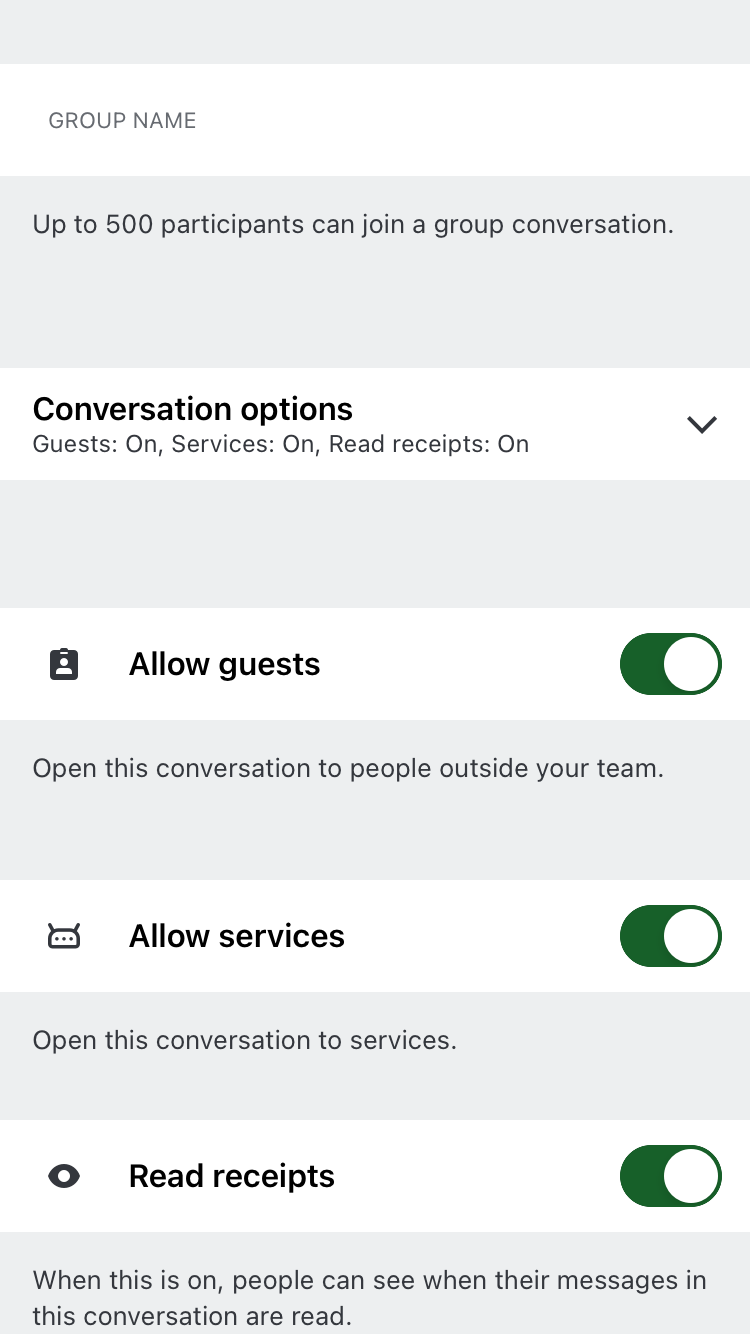 GROUP NAME
Up to 500 participants can join a group conversation.
Conversation options
Guests: On, Services: On, Read receipts: On
Allow guests
Open this conversation to people outside your team.
Allow services
Open this conversation to services.
Read receipts
When this is on, people can see when their messages in
this conversation are read.